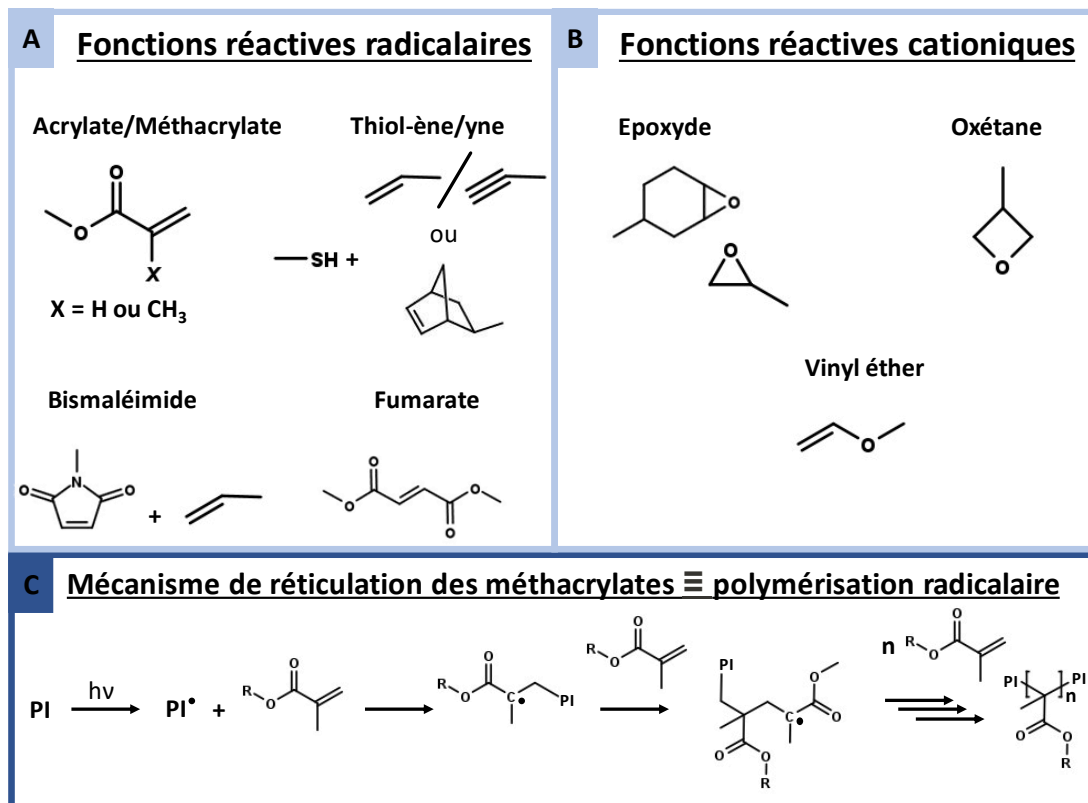 A
Fonctions réactives radicalaires
Acrylate/Méthacrylate
O
O
X
X = H ou CH₃
Thiol-ène/yne
ou
SH +
Bismaléimide
O
N
O
+
Fumarate
O
O
O
O
B
Fonctions réactives cationiques
Epoxyde
O
O
Oxétane
O
Vinyl éther
O
C
Mécanisme de réticulation des méthacrylates ≡ polymérisation radicalaire
PI
hν
PI• +
O
R
O
O
R
O
C•
PI
O
R
O
PI
O
C•
O
O
O
R
n
O
R
O
PI
PI
n
O
O
R